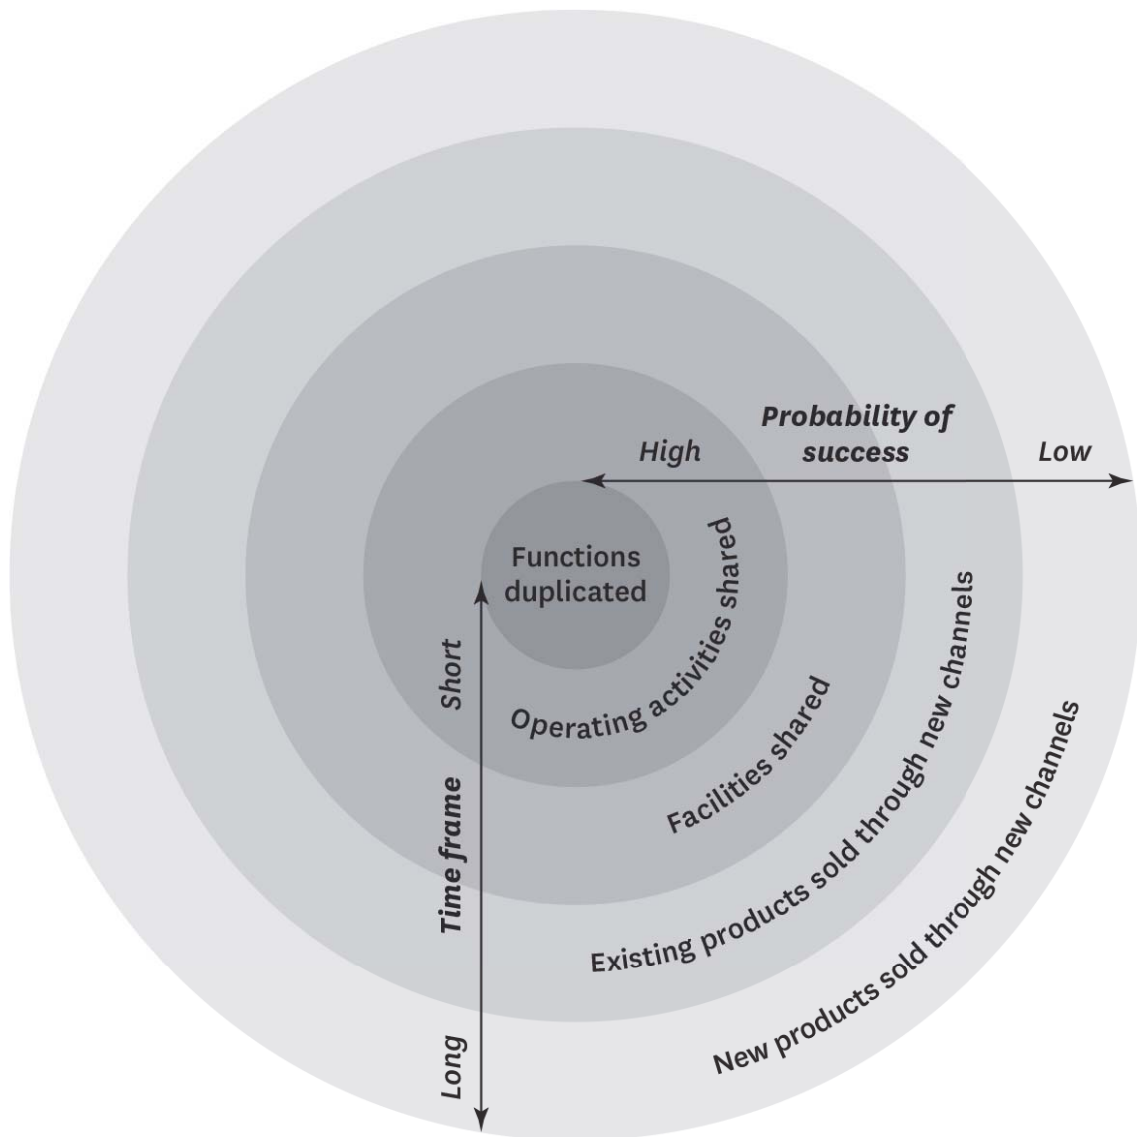 Probability of
success
High
Low
Functions
duplicated
Operating activities shared
Facilities shared
Existing products sold through new channels
New products sold through new channels
Short
Time frame
Long